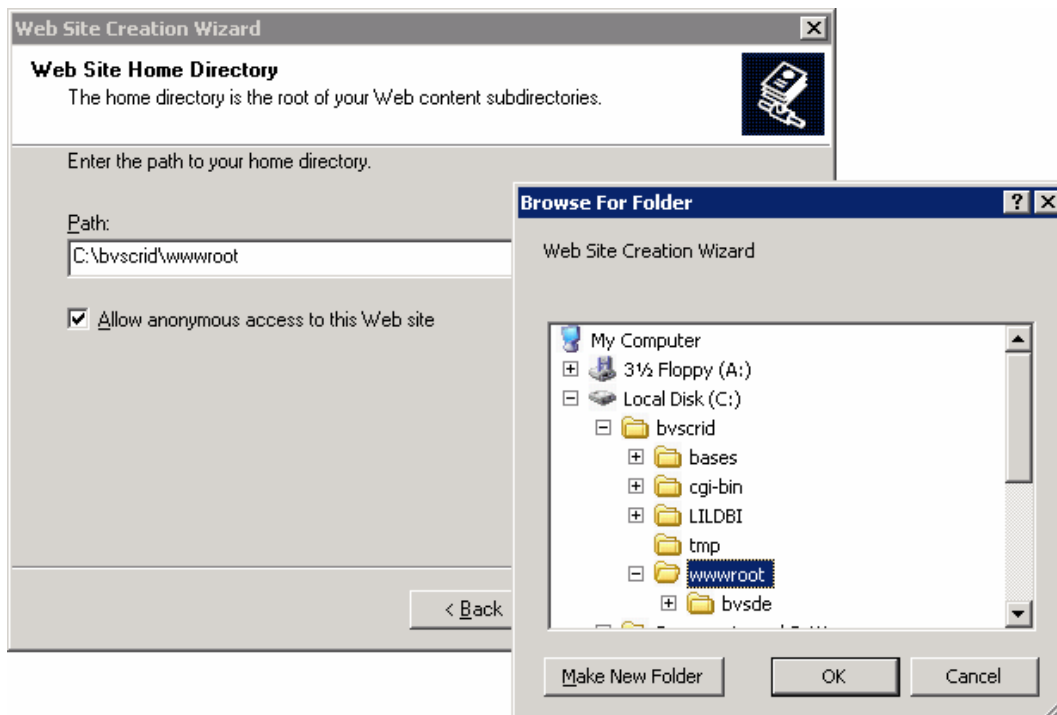 Web Site Creation Wizard
Web Site Home Directory
The home directory is the root of your Web content subdirectories.
Enter the path to your home directory.
Path:
C:\bvscrid\wwwroot
Allow anonymous access to this Web site
< Back
Browse For Folder
Web Site Creation Wizard
My Computer
3½ Floppy (A:)
Local Disk (C:)
bvscrid
bases
cgi-bin
LILDBI
tmp
wwwroot
bvsde
Make New Folder
OK
Cancel